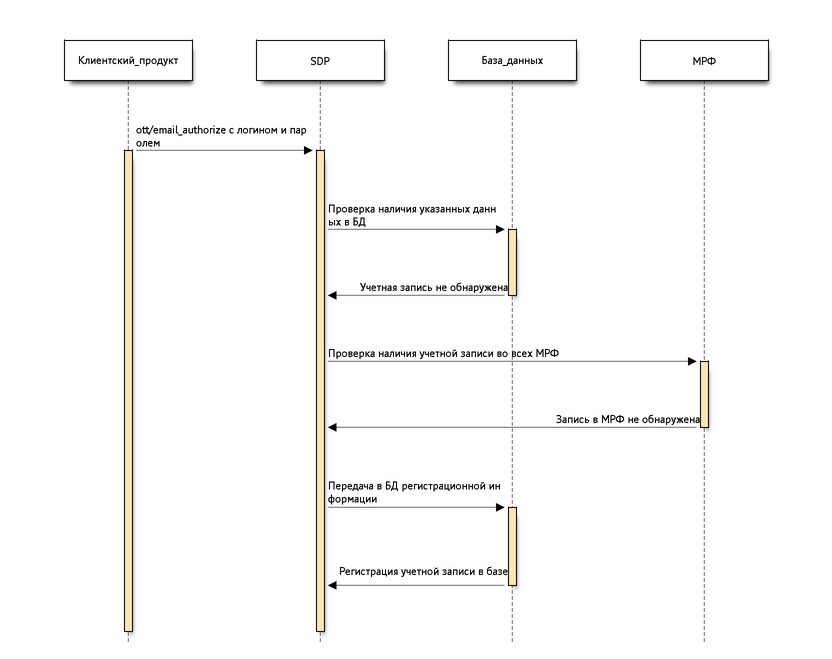 Клиентский_продукт
SDP
База_данных
МРФ
ott/email_authorize с логином и пар
олем
Проверка наличия указанных данн
ых в БД
Учетная запись не обнаружена
Проверка наличия учетной записи во всех МРФ
Запись в МРФ не обнаружена
Передача в БД регистрационной ин
формации
Регистрация учетной записи в базе